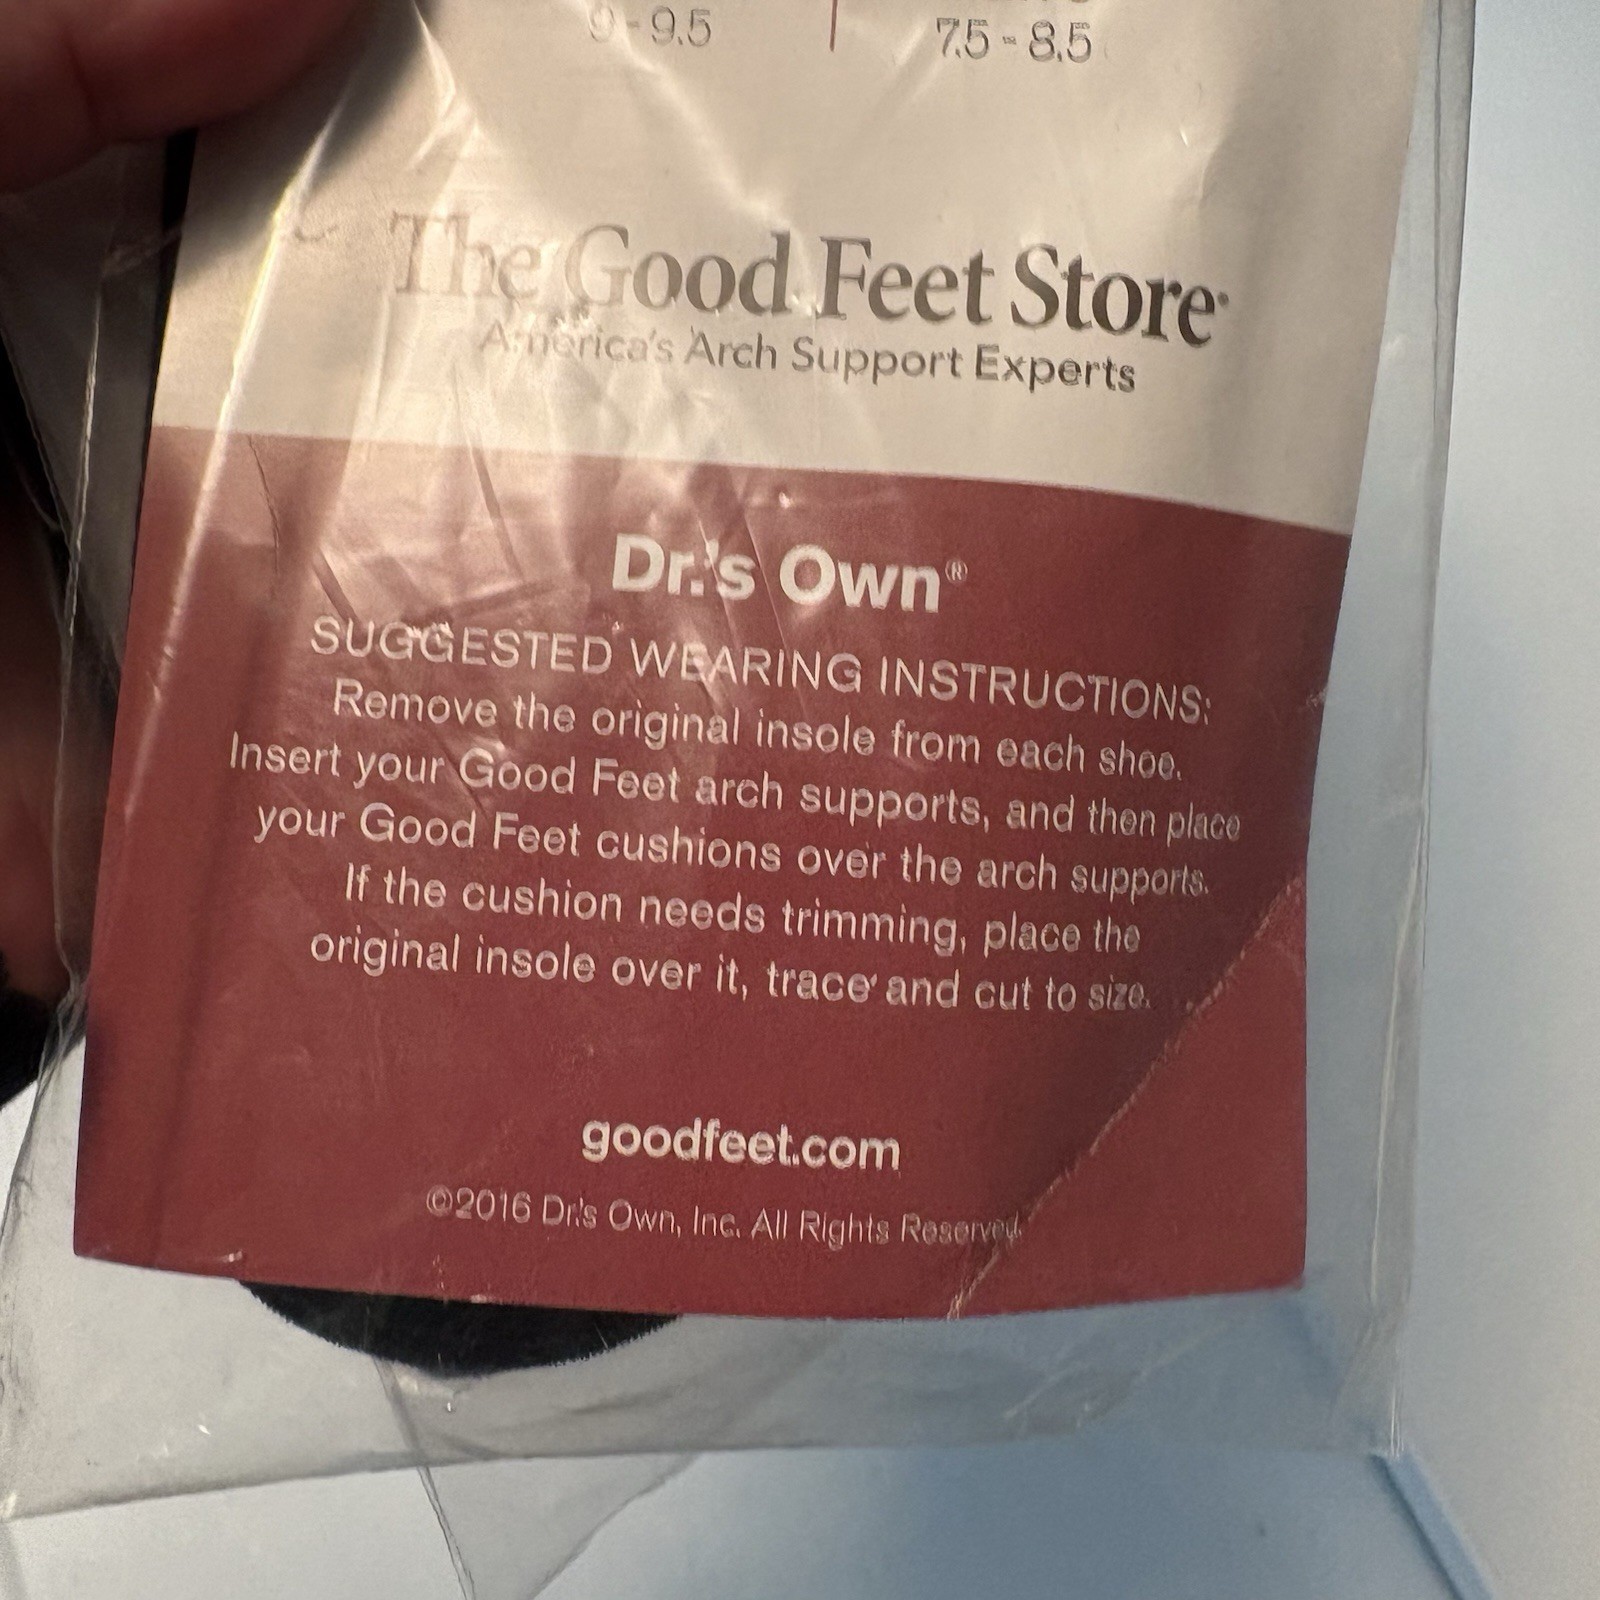 9-9.5 7.5 - 8.5
The Good Feet Store
America's Arch Support Experts
Dr.'s Own®
SUGGESTED WEARING INSTRUCTIONS:
Remove the original insole from each shoe.
Insert your Good Feet arch supports, and then place
your Good Feet cushions over the arch supports.
If the cushion needs trimming, place the
original insole over it, trace and cut to size.
goodfeet.com
©2016 Dr.'s Own, Inc. All Rights Reserved.